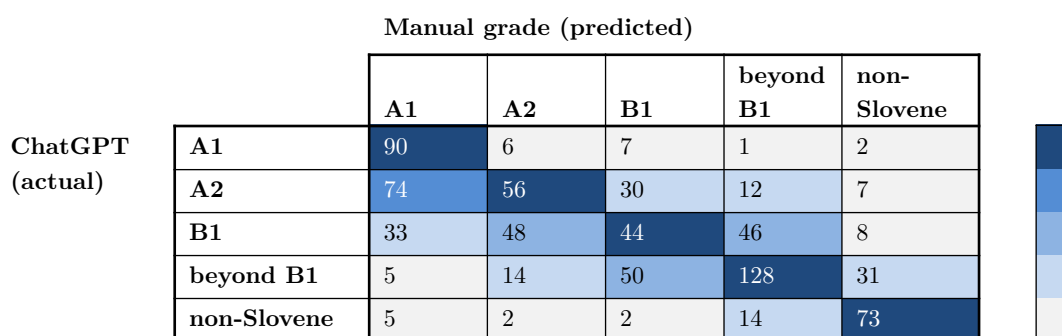 Manual grade (predicted)
A1 A2 B1 beyond B1 non-Slovene
ChatGPT (actual)
A1 90 6 7 1 2
A2 74 56 30 12 7
B1 33 48 44 46 8
beyond B1 5 14 50 128 31
non-Slovene 5 2 2 14 73